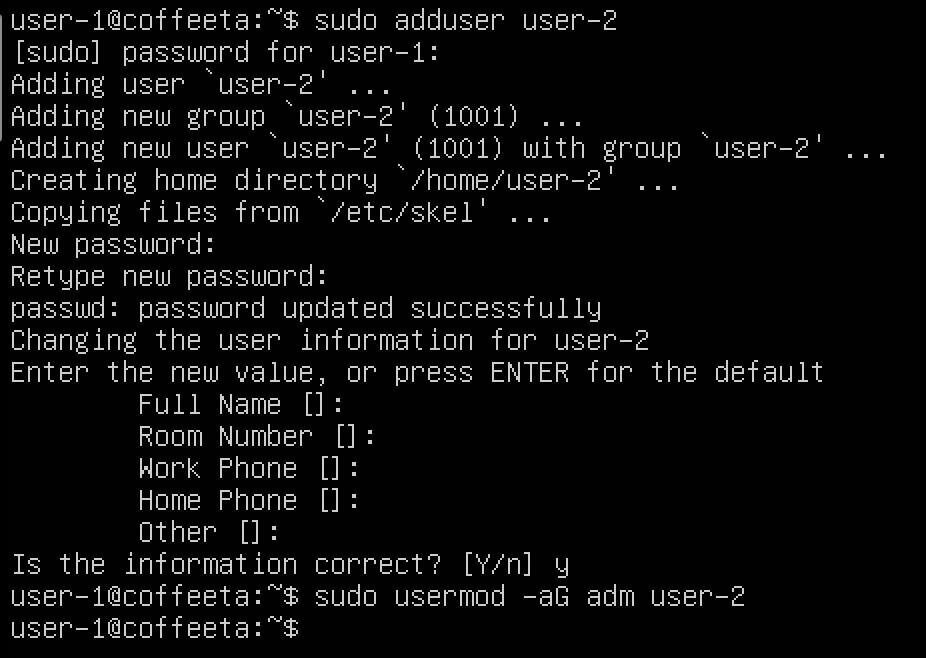 user-1@coffeeta:~$ sudo adduser user-2
[sudo] password for user-1:
Adding user `user-2' ...
Adding new group `user-2' (1001) ...
Adding new user `user-2' (1001) with group `user-2' ...
Creating home directory `/home/user-2' ...
Copying files from `/etc/skel' ...
New password:
Retype new password:
passwd: password updated successfully
Changing the user information for user-2
Enter the new value, or press ENTER for the default
Full Name []:
Room Number []:
Work Phone []:
Home Phone []:
Other []:
Is the information correct? [Y/n] y
user-1@coffeeta:~$ sudo usermod -aG adm user-2
user-1@coffeeta:~$